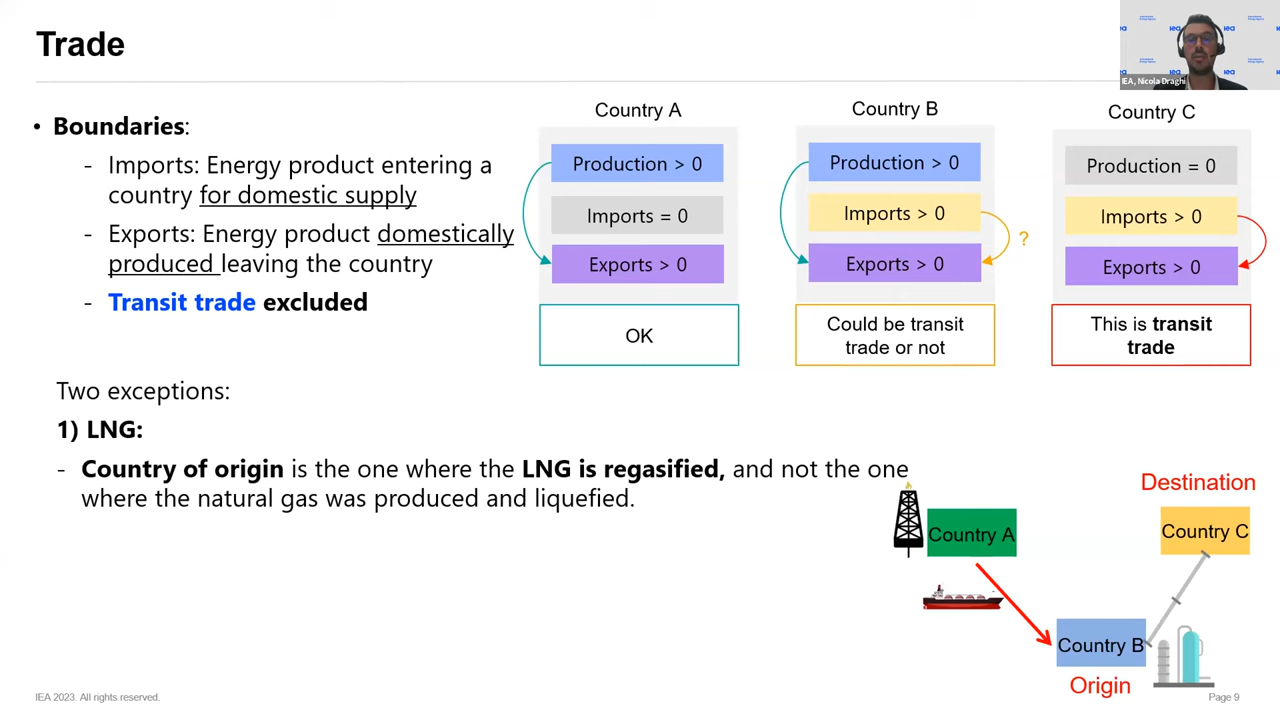 Trade
IEA, Nicola Draghi
• Boundaries:
- Imports: Energy product entering a
country for domestic supply
- Exports: Energy product domestically
produced leaving the country
- Transit trade excluded
Country A
Production > 0
Imports = 0
Exports > 0
OK
Country B
Production > 0
Imports > 0
Exports > 0
?
Could be transit
trade or not
Country C
Production = 0
Imports > 0
Exports > 0
This is transit
trade
Two exceptions:
1) LNG:
- Country of origin is the one where the LNG is regasified, and not the one
where the natural gas was produced and liquefied.
Country A
Destination
Country C
Country B
Origin
IEA 2023. All rights reserved.
Page 9